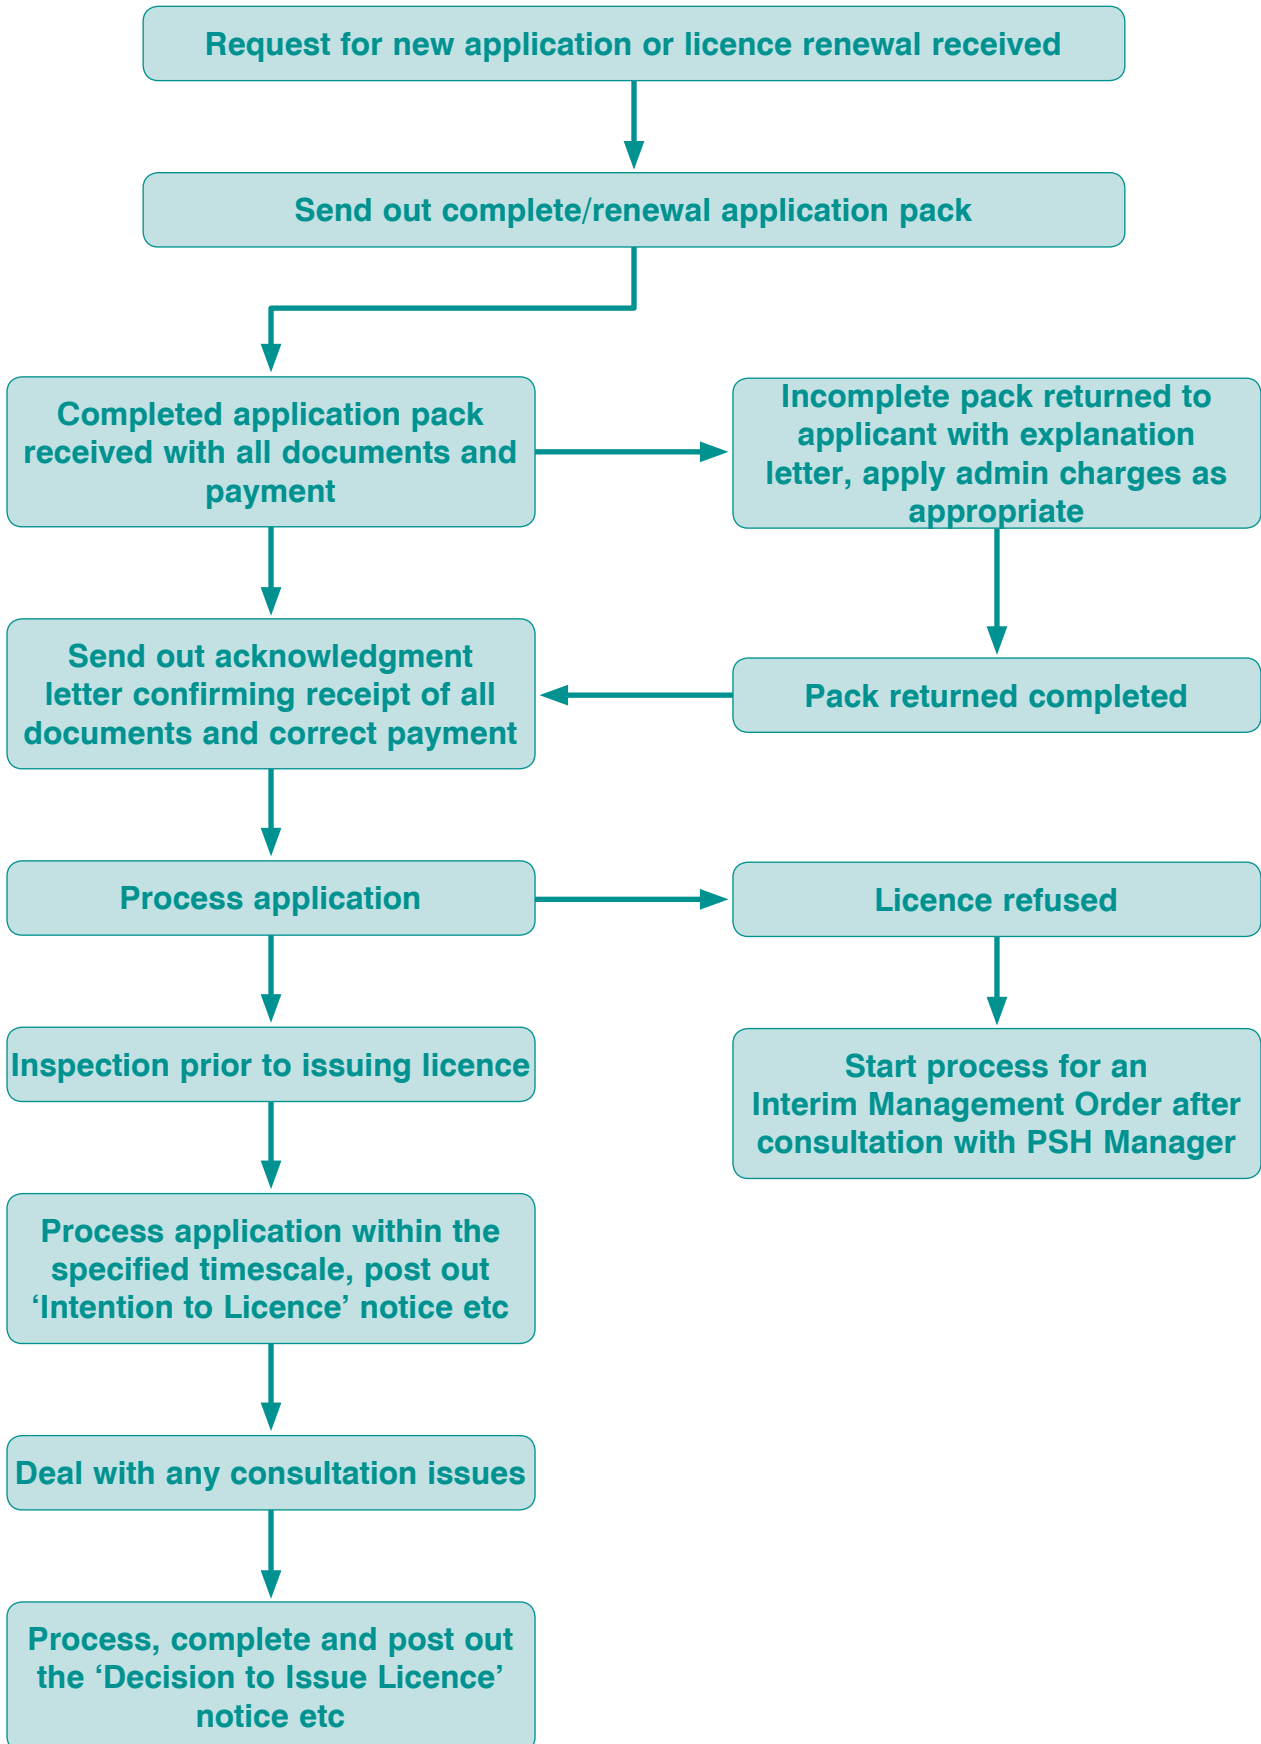 Request for new application or licence renewal received
Send out complete/renewal application pack
Completed application pack
received with all documents and
payment
Incomplete pack returned to
applicant with explanation
letter, apply admin charges as
appropriate
Send out acknowledgment
letter confirming receipt of all
documents and correct payment
Pack returned completed
Process application
Licence refused
Inspection prior to issuing licence
Start process for an
Interim Management Order after
consultation with PSH Manager
Process application within the
specified timescale, post out
‘Intention to Licence’ notice etc
Deal with any consultation issues
Process, complete and post out
the ‘Decision to Issue Licence’
notice etc